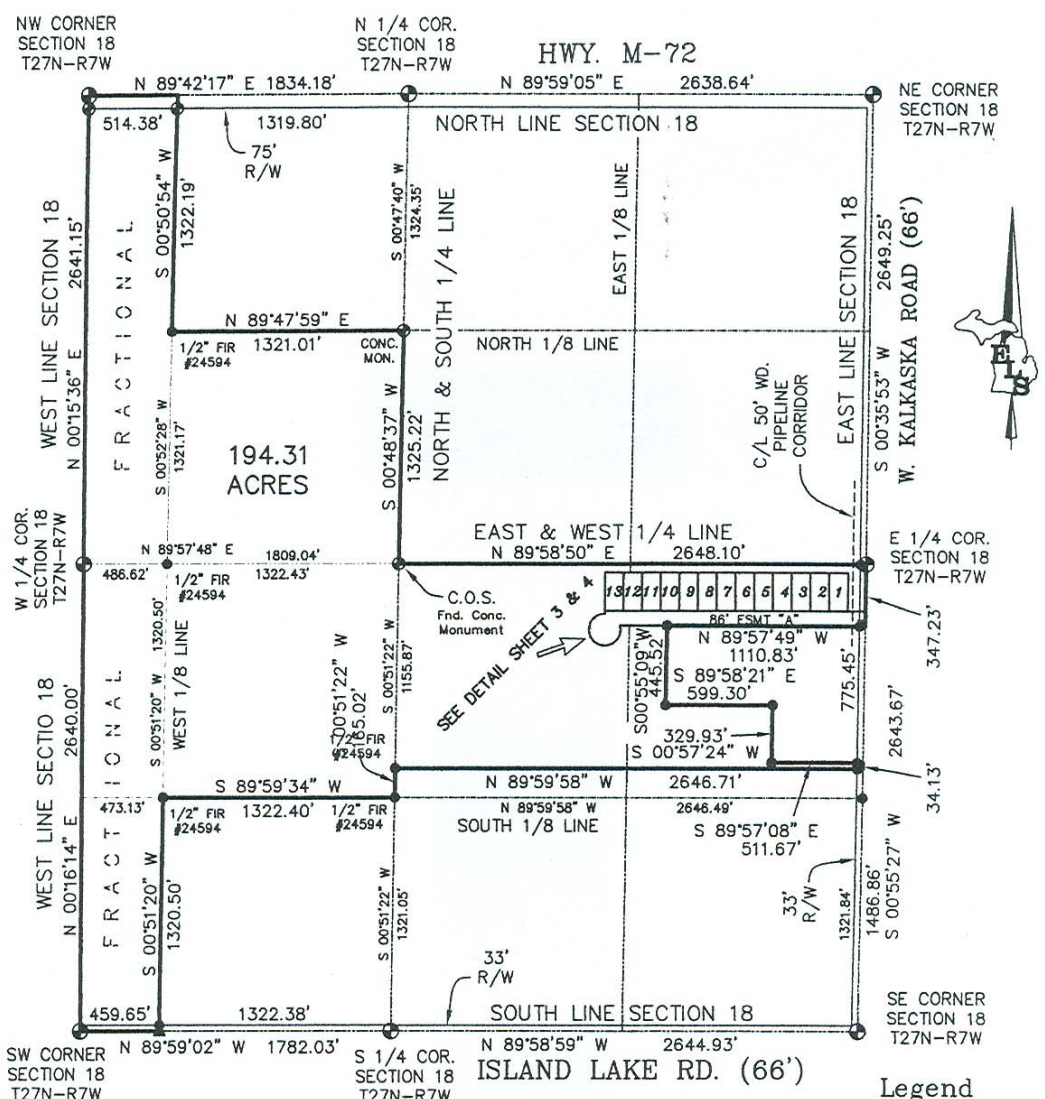 NW CORNER
SECTION 18
T27N-R7W
N 1/4 COR.
SECTION 18
T27N-R7W
HWY. M-72
N 89°42'17" E 1834.18'
N 89°59'05" E 2638.64'
NE CORNER
SECTION 18
T27N-R7W
514.38'
1319.80'
NORTH LINE SECTION 18
75'
R/W
WEST LINE SECTION 18
N 00°15'36" E 2641.15'
FRACTIONAL
S 00°50'54" W
1322.19'
S 00°47'40" W
1324.35'
NORTH & SOUTH 1/4 LINE
EAST 1/8 LINE
EAST LINE SECTION 18
S 00°35'53" W 2649.25'
W. KALKASKA ROAD (66')
EIS
N 89°47'59" E
1321.01'
1/2" FIR
#24594
CONC.
MON.
NORTH 1/8 LINE
S 00°52'28" W
1321.17'
194.31
ACRES
S 00°48'37" W
1325.22'
C/L 50' WD.
PIPELINE
CORRIDOR
EAST & WEST 1/4 LINE
W 1/4 COR.
SECTION 18
T27N-R7W
N 89°57'48" E 1809.04'
N 89°58'50" E 2648.10'
E 1/4 COR.
SECTION 18
T27N-R7W
486.62'
1322.43'
1/2" FIR
#24594
C.O.S.
Fnd. Conc.
Monument
13 12 11 10 9 8 7 6 5 4 3 2 1
86' ESMT "A"
SEE DETAIL SHEET 3 & 4
N 89°57'49" W
1110.83'
347.23'
S00°55'09"W
445.52'
S 89°58'21" E
599.30'
775.45'
1320.50'
S 00°51'20" W
WEST 1/8 LINE
S 00°51'22" W
1155.87'
S 00°51'22" W
165.02'
1/2" FIR
#24594
329.93'
S 00°57'24" W
2643.67'
34.13'
WEST LINE SECTIO 18
N 00°16'14" E 2640.00'
FRACTIONAL
N 89°59'58" W 2646.71'
S 89°59'34" W
473.13'
1322.40'
1/2" FIR
#24594
1/2" FIR
#24594
N 89°59'58" W 2646.49'
SOUTH 1/8 LINE
S 89°57'08" E
511.67'
S 00°51'20" W
1320.50'
S 00°51'22" W
1321.05'
33'
R/W
1321.84'
1486.86'
S 00°55'27" W
33'
R/W
459.65'
1322.38'
SOUTH LINE SECTION 18
SE CORNER
SECTION 18
T27N-R7W
SW CORNER
SECTION 18
T27N-R7W
N 89°59'02" W 1782.03'
S 1/4 COR.
SECTION 18
T27N-R7W
N 89°58'59" W 2644.93'
ISLAND LAKE RD. (66')
Legend